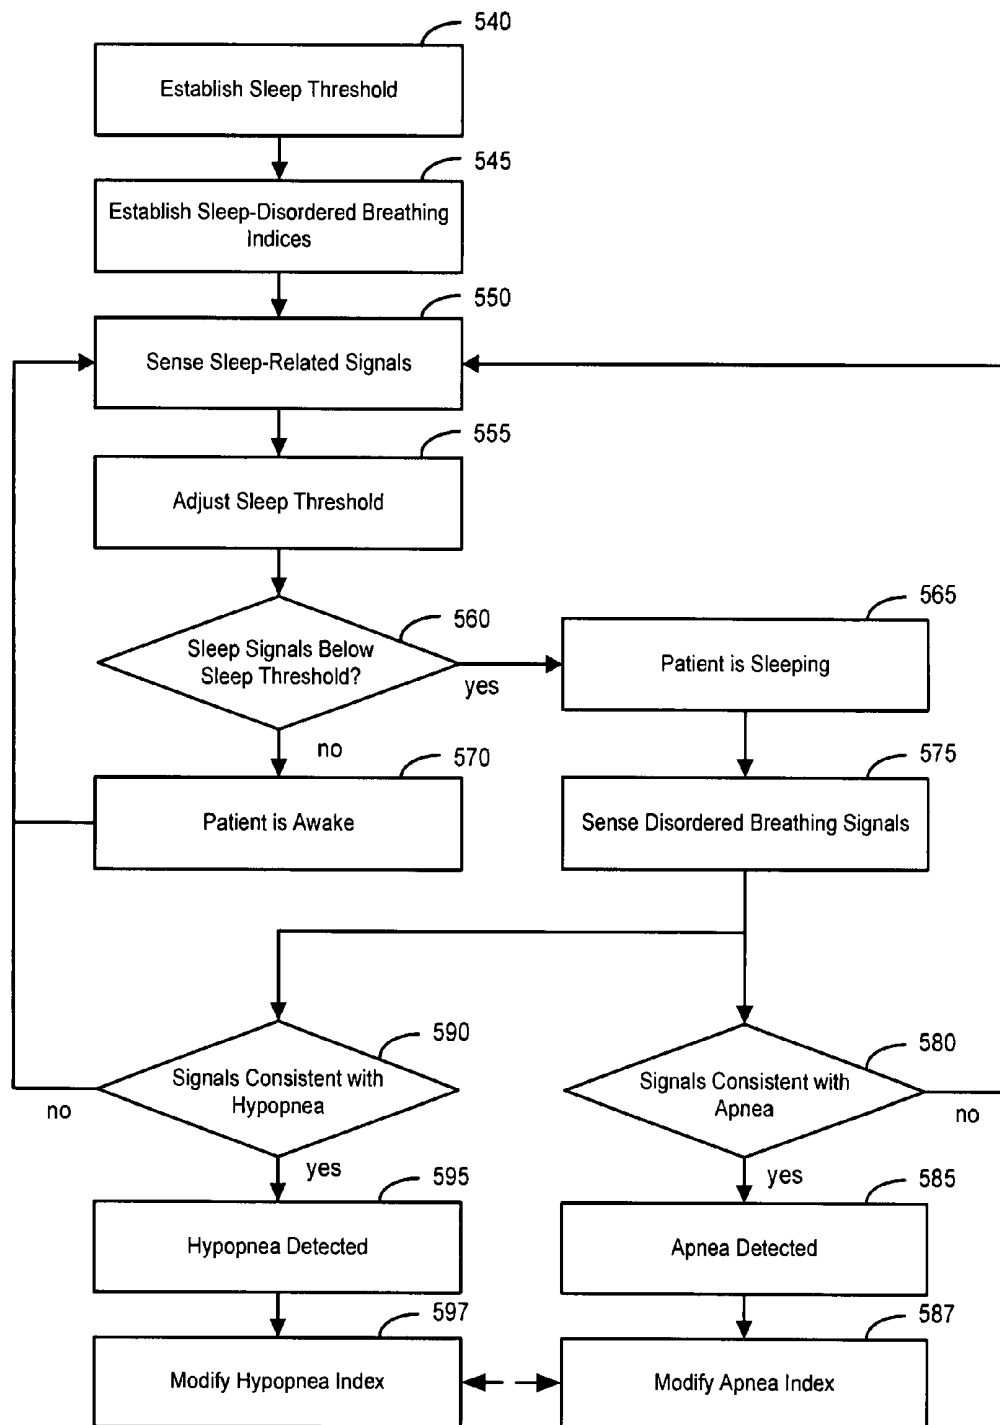 540
Establish Sleep Threshold
545
Establish Sleep-Disordered Breathing
Indices
550
Sense Sleep-Related Signals
555
Adjust Sleep Threshold
560
Sleep Signals Below
Sleep Threshold?
yes
no
565
Patient is Sleeping
570
Patient is Awake
575
Sense Disordered Breathing Signals
590
Signals Consistent with
Hypopnea
no
yes
580
Signals Consistent with
Apnea
no
yes
595
Hypopnea Detected
585
Apnea Detected
597
Modify Hypopnea Index
587
Modify Apnea Index